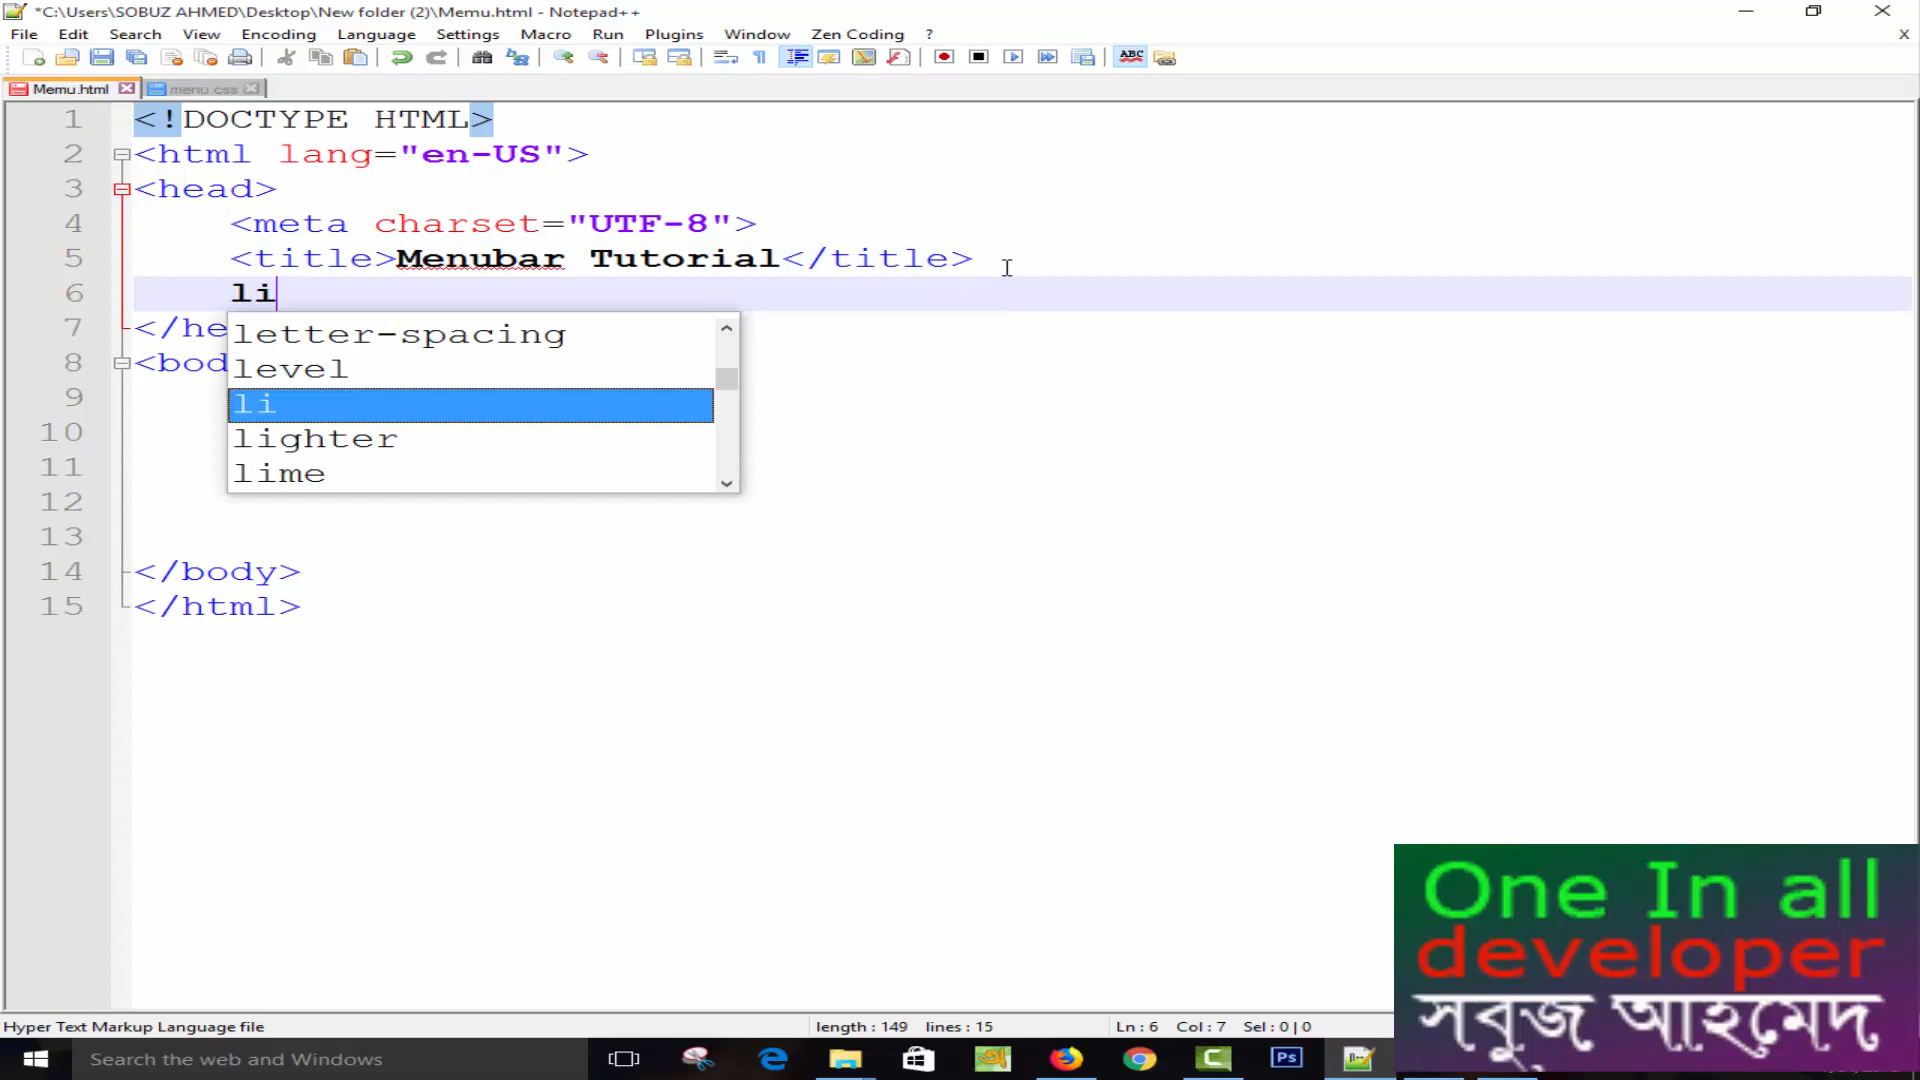 *C:\Users\SOBUZ AHMED\Desktop\New folder (2)\Memu.html - Notepad++
File Edit Search View Encoding Language Settings Macro Run Plugins Window Zen Coding ? X
ABC
Memu.html menu.css
1 <!DOCTYPE HTML>
2 <html lang="en-US">
3 <head>
4 <meta charset="UTF-8">
5 <title>Menubar Tutorial</title>
6 li
7 </he
letter-spacing
8 <bod
level
9
li
10
lighter
11
lime
12
13
14 </body>
15 </html>
One In all
developer
সবুজ আহমেদ
Hyper Text Markup Language file length : 149 lines : 15 Ln : 6 Col : 7 Sel : 0 | 0
Search the web and Windows